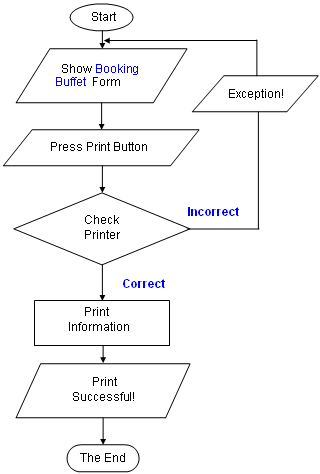 Start
Show Booking
Buffet Form
Exception!
Press Print Button
Check
Printer
Incorrect
Correct
Print
Information
Print
Successful!
The End